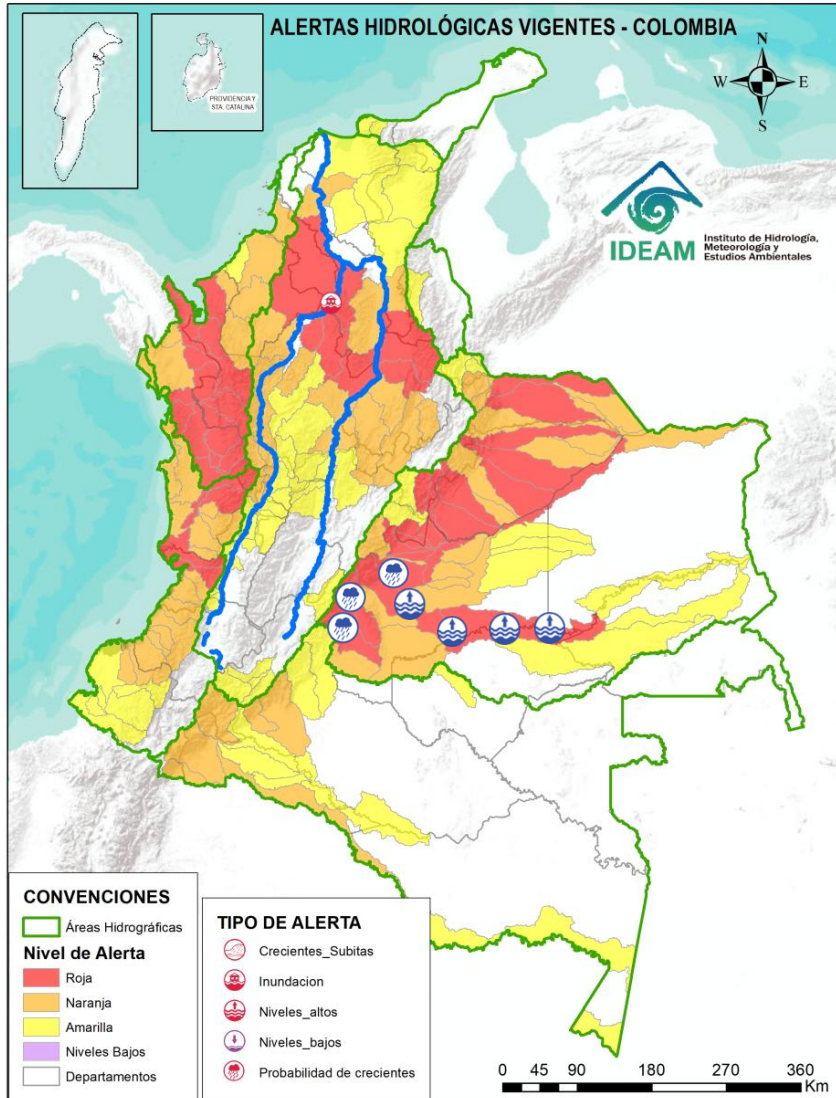 ALERTAS HIDROLÓGICAS VIGENTES - COLOMBIA
PROVIDENCIA Y
STA. CATALINA
N
W
E
S
IDEAM
Instituto de Hidrología,
Meteorología y
Estudios Ambientales
CONVENCIONES
Áreas Hidrográficas
Nivel de Alerta
Roja
Naranja
Amarilla
Niveles Bajos
Departamentos
TIPO DE ALERTA
Crecientes_Subitas
Inundacion
Niveles_altos
Niveles_bajos
Probabilidad de crecientes
0 45 90 180 270 360
Km